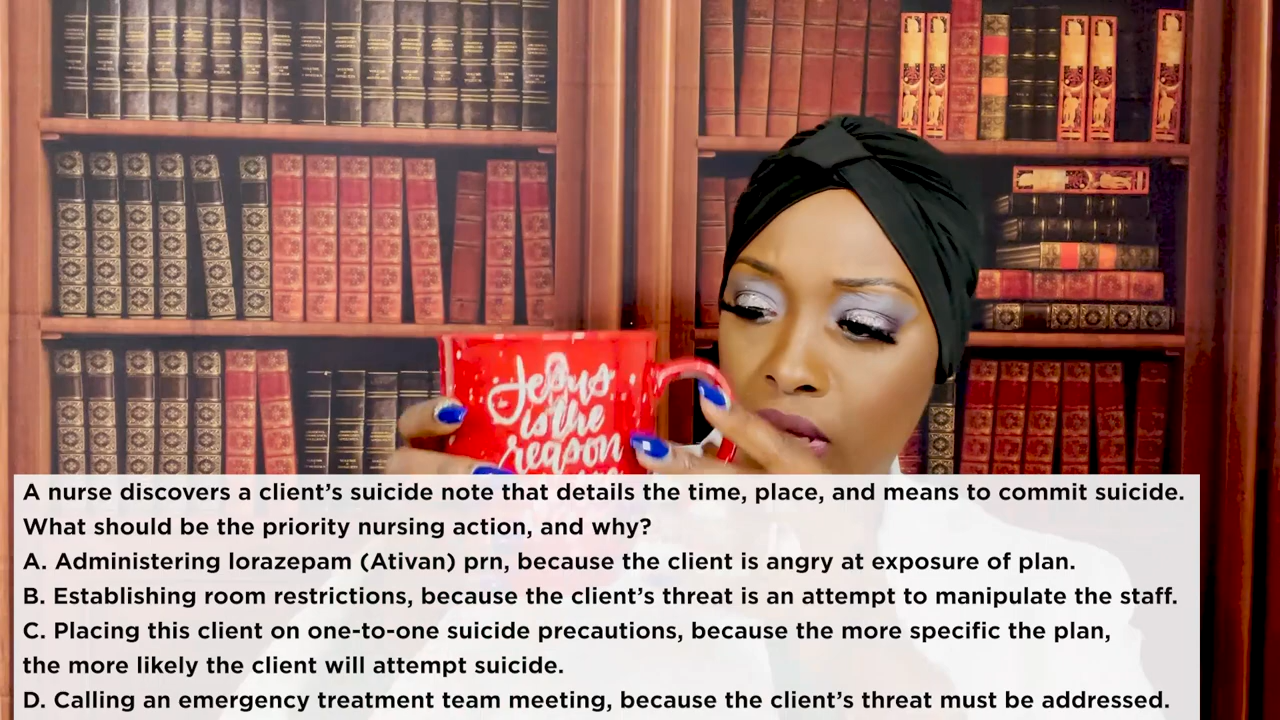 Jesus
is the
reason
A nurse discovers a client's suicide note that details the time, place, and means to commit suicide.
What should be the priority nursing action, and why?
A. Administering lorazepam (Ativan) prn, because the client is angry at exposure of plan.
B. Establishing room restrictions, because the client's threat is an attempt to manipulate the staff.
C. Placing this client on one-to-one suicide precautions, because the more specific the plan,
the more likely the client will attempt suicide.
D. Calling an emergency treatment team meeting, because the client's threat must be addressed.